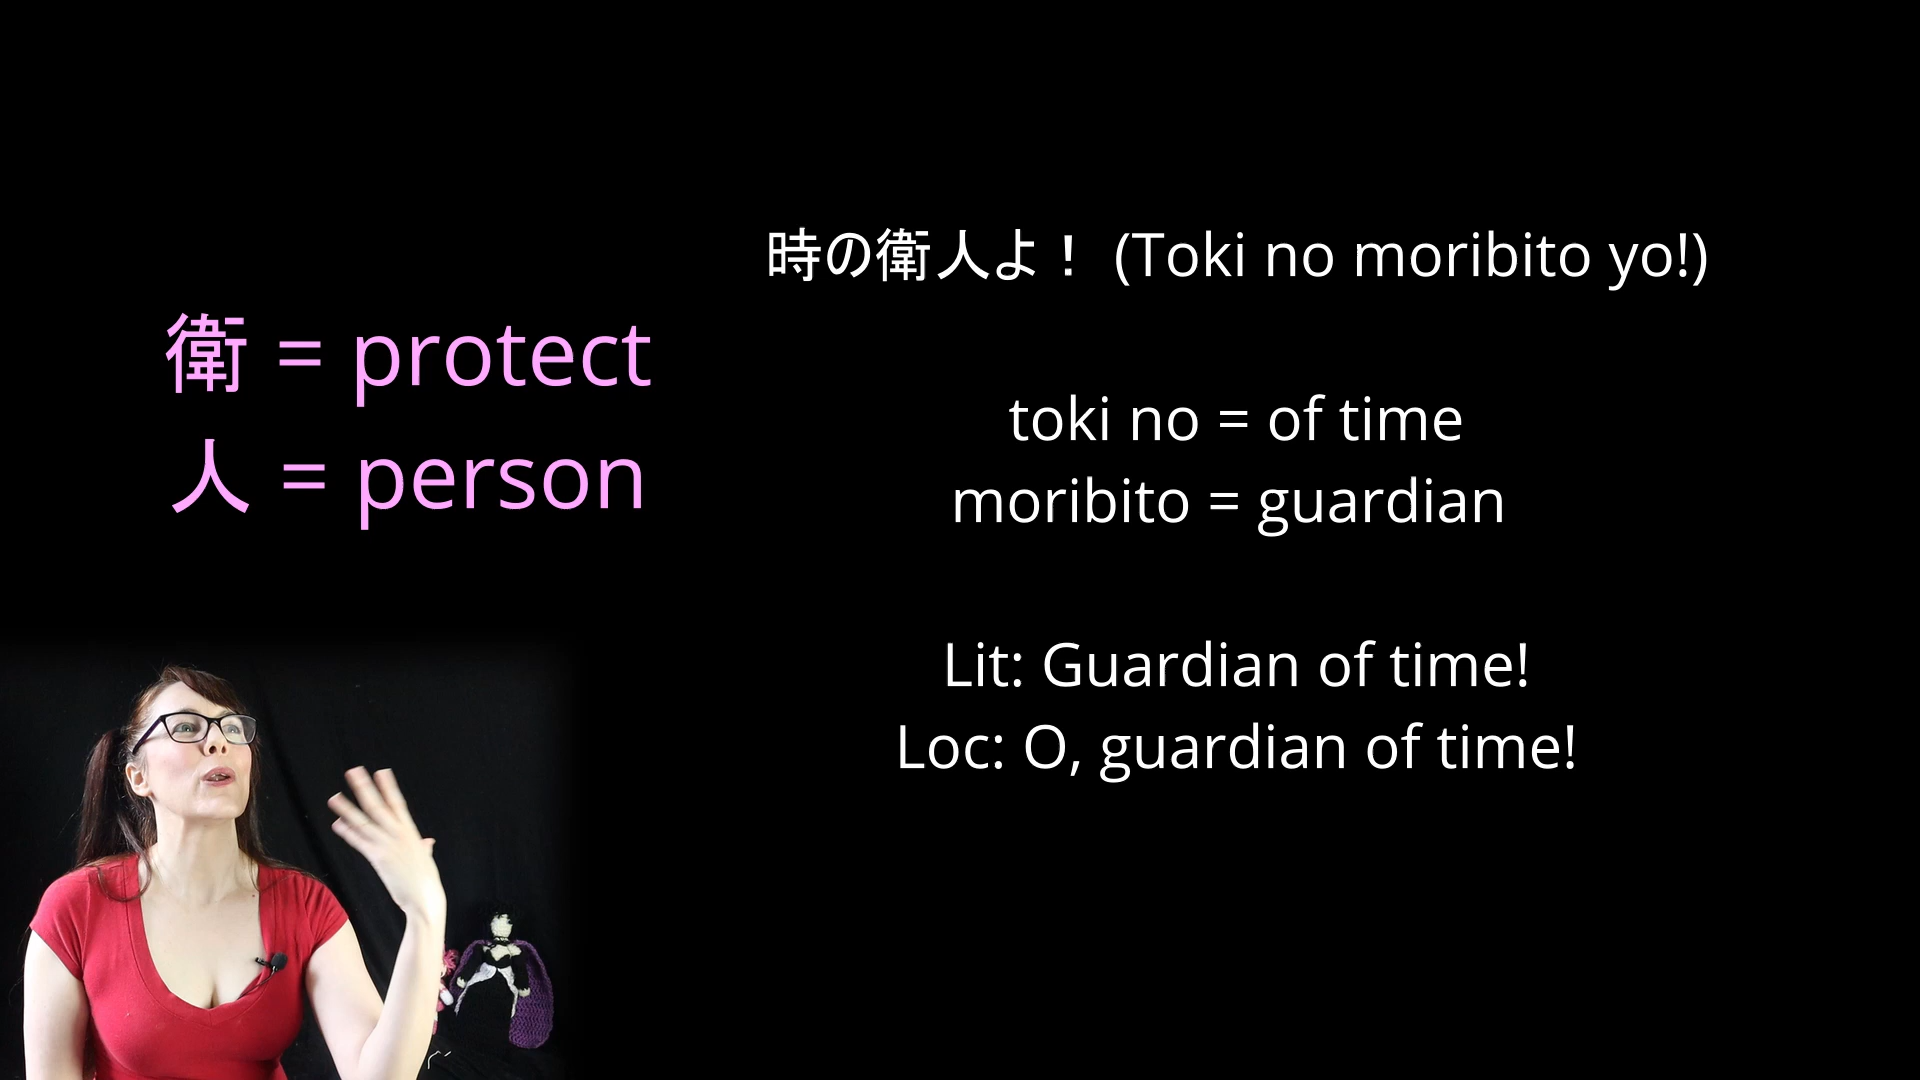 衛 = protect
人 = person
時の衛人よ！ (Toki no moribito yo!)
toki no = of time
moribito = guardian
Lit: Guardian of time!
Loc: O, guardian of time!